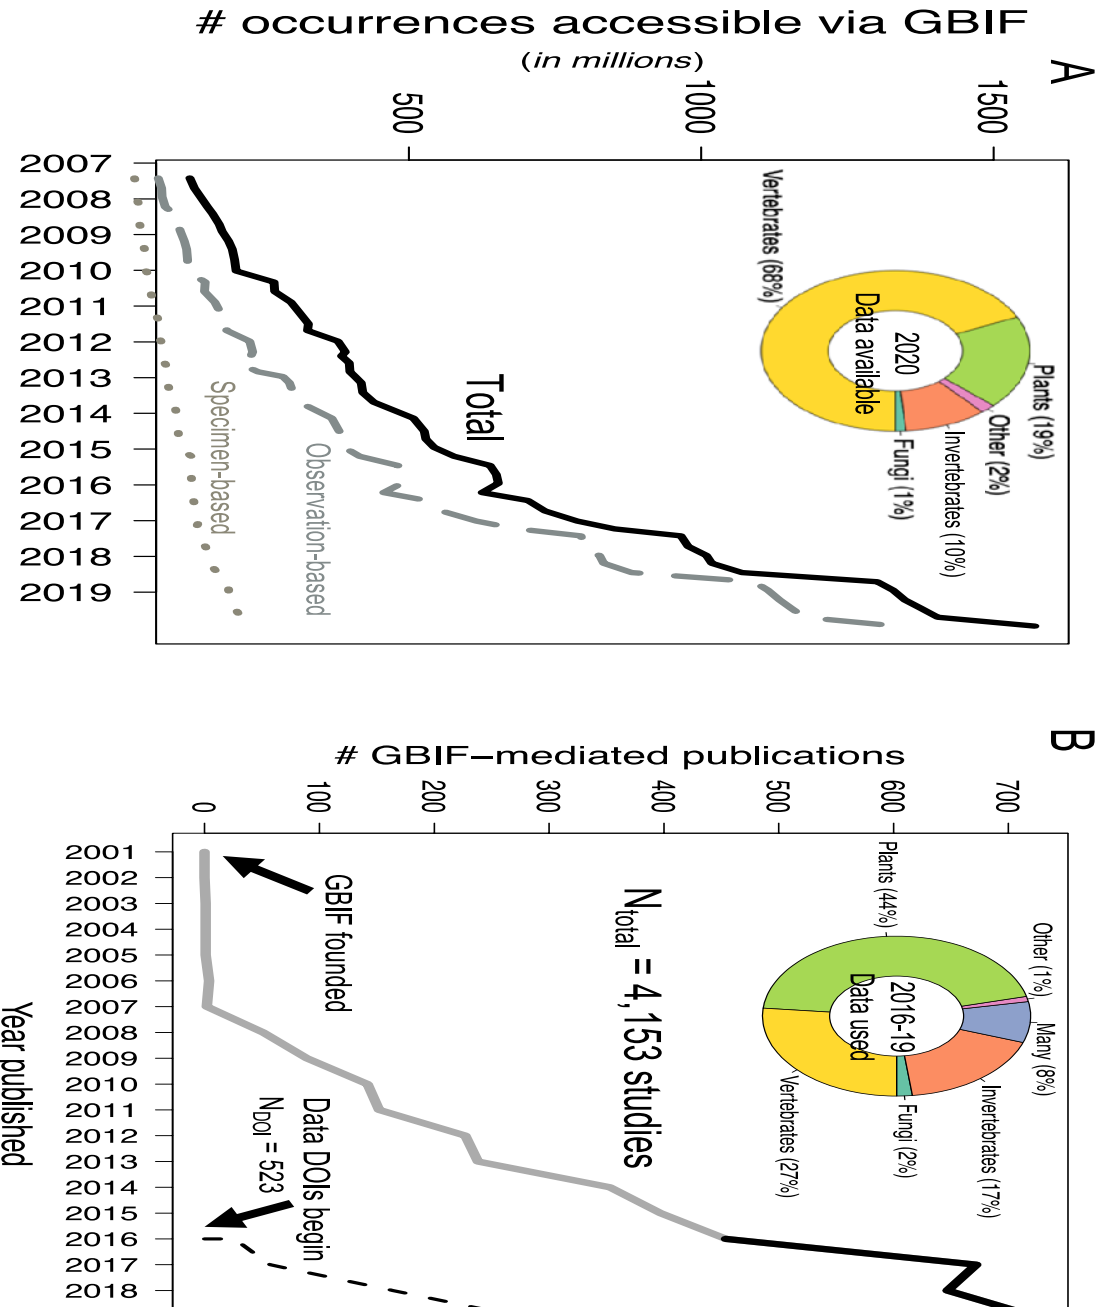 A
# occurrences accessible via GBIF
(in millions)
500
1000
1500
2007
2008
2009
2010
2011
2012
2013
2014
2015
2016
2017
2018
2019
Total
Observation-based
Specimen-based
2020
Data available
Vertebrates (68%)
Plants (19%)
Other (2%)
Invertebrates (10%)
Fungi (1%)
B
# GBIF–mediated publications
0
100
200
300
400
500
600
700
2001
2002
2003
2004
2005
2006
2007
2008
2009
2010
2011
2012
2013
2014
2015
2016
2017
2018
Year published
GBIF founded
Ntotal = 4,153 studies
Data DOIs begin
NDOI = 523
2016-19
Data used
Plants (44%)
Other (1%)
Many (8%)
Invertebrates (17%)
Fungi (2%)
Vertebrates (27%)